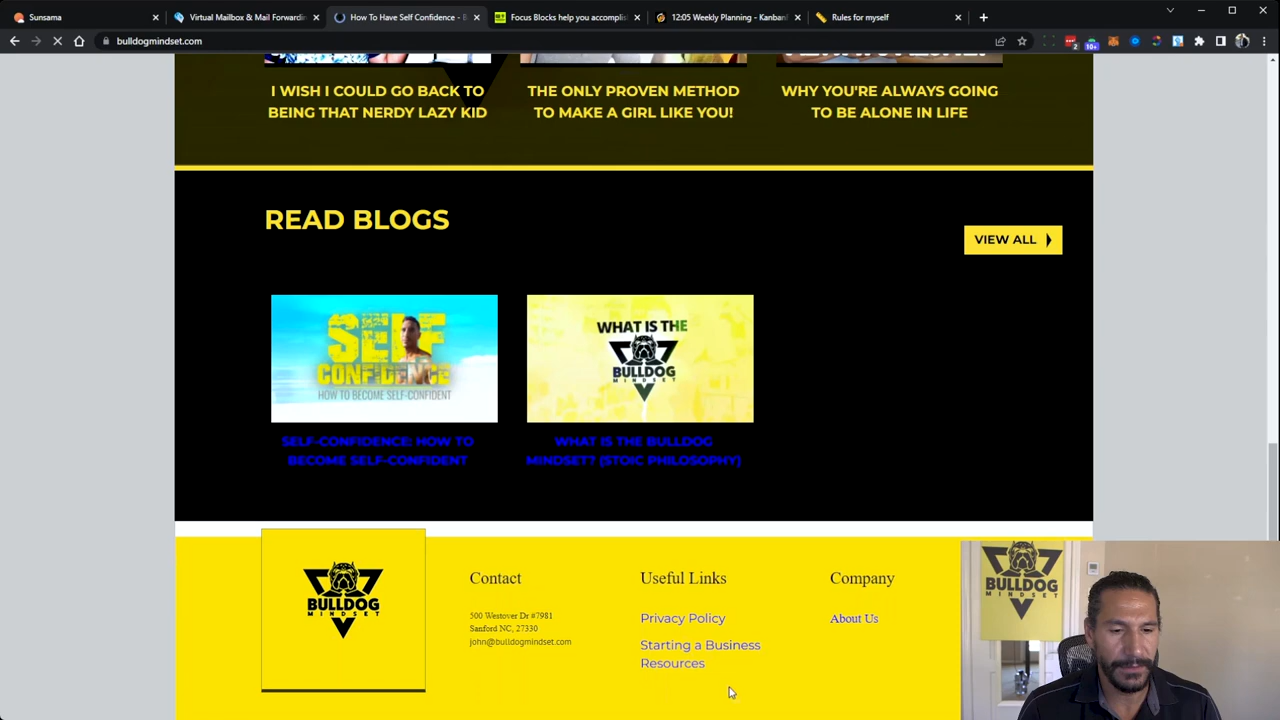 Sunsama
Virtual Mailbox & Mail Forwardin
How To Have Self Confidence - B
Focus Blocks help you accomplis
12:05 Weekly Planning - Kanban
Rules for myself
bulldogmindset.com
2
10+
I WISH I COULD GO BACK TO
BEING THAT NERDY LAZY KID
THE ONLY PROVEN METHOD
TO MAKE A GIRL LIKE YOU!
WHY YOU'RE ALWAYS GOING
TO BE ALONE IN LIFE
READ BLOGS
VIEW ALL
SELF
CONFIDENCE
HOW TO BECOME SELF-CONFIDENT
WHAT IS THE
BULLDOG
MINDSET
SELF-CONFIDENCE: HOW TO
BECOME SELF-CONFIDENT
WHAT IS THE BULLDOG
MINDSET? (STOIC PHILOSOPHY)
BULLDOG
MINDSET
Contact
500 Westover Dr #7981
Sanford NC, 27330
john@bulldogmindset.com
Useful Links
Privacy Policy
Starting a Business
Resources
Company
About Us
BULLDOG
MINDSET